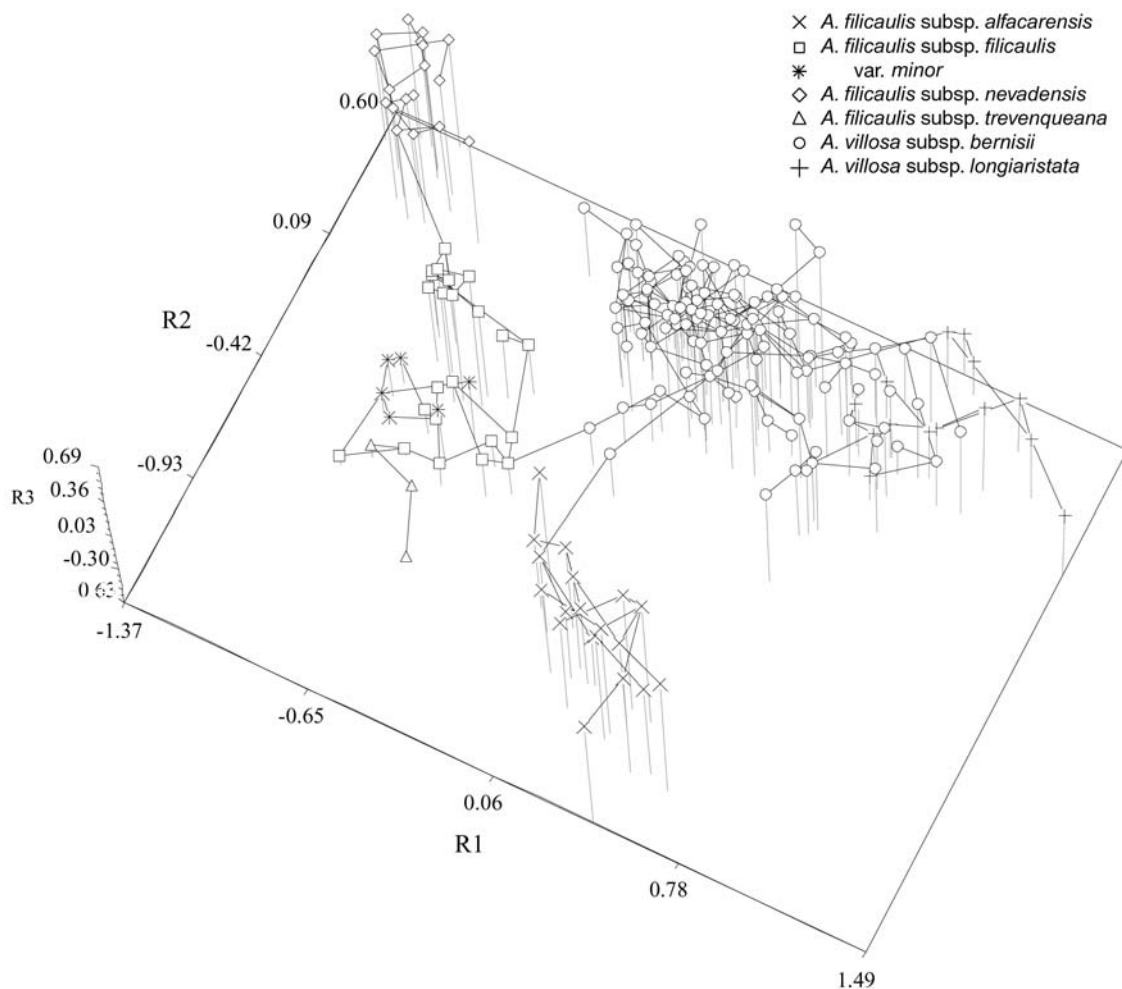 A. filicaulis subsp. alfacarensis
A. filicaulis subsp. filicaulis
var. minor
A. filicaulis subsp. nevadensis
A. filicaulis subsp. trevenqueana
A. villosa subsp. bernisii
A. villosa subsp. longiaristata
0.60
0.09
R2
-0.42
-0.93
0.69
R3
0.36
0.03
-0.30
-1.37
-0.65
0.06
R1
0.78
1.49